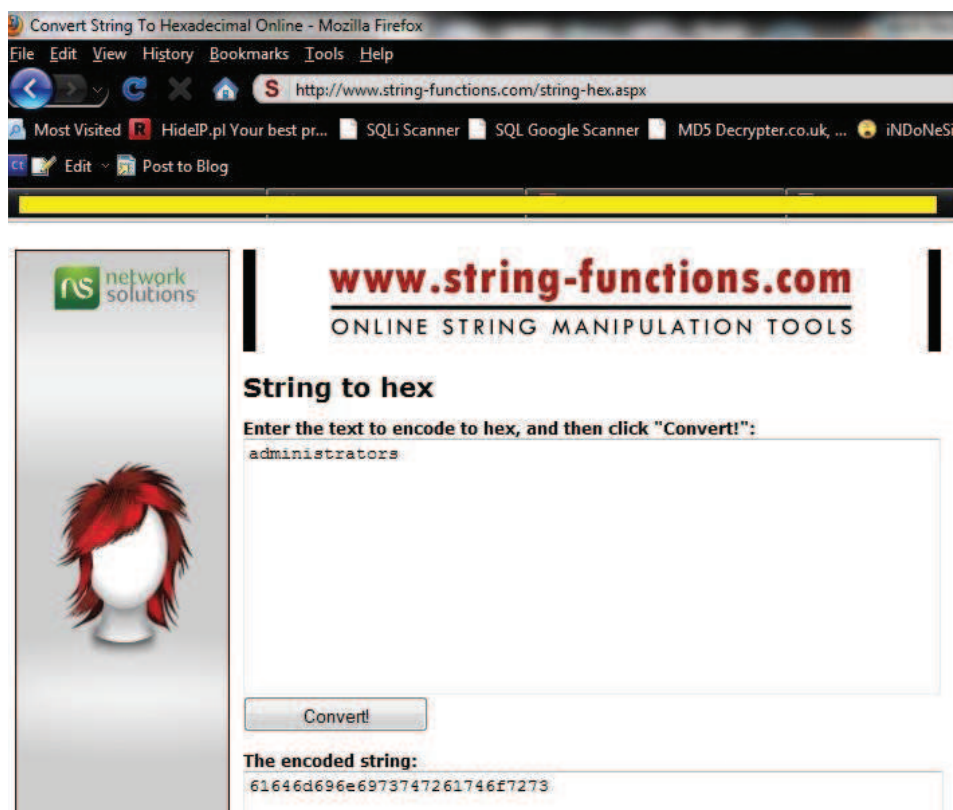 Convert String To Hexadecimal Online - Mozilla Firefox
File Edit View History Bookmarks Tools Help
S http://www.string-functions.com/string-hex.aspx
Most Visited R HideIP.pl Your best pr... SQLi Scanner SQL Google Scanner MD5 Decrypter.co.uk, ... iNDoNeSi
Ct Edit Post to Blog
ns network solutions
www.string-functions.com
ONLINE STRING MANIPULATION TOOLS
String to hex
Enter the text to encode to hex, and then click "Convert!":
administrators
Convert!
The encoded string:
61646d696e6973747261746f7273